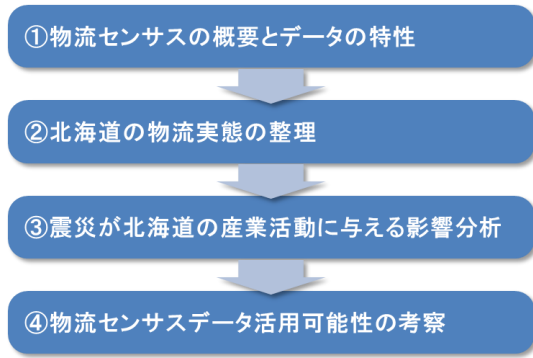 ①物流センサスの概要とデータの特性
②北海道の物流実態の整理
③震災が北海道の産業活動に与える影響分析
④物流センサスデータ活用可能性の考察